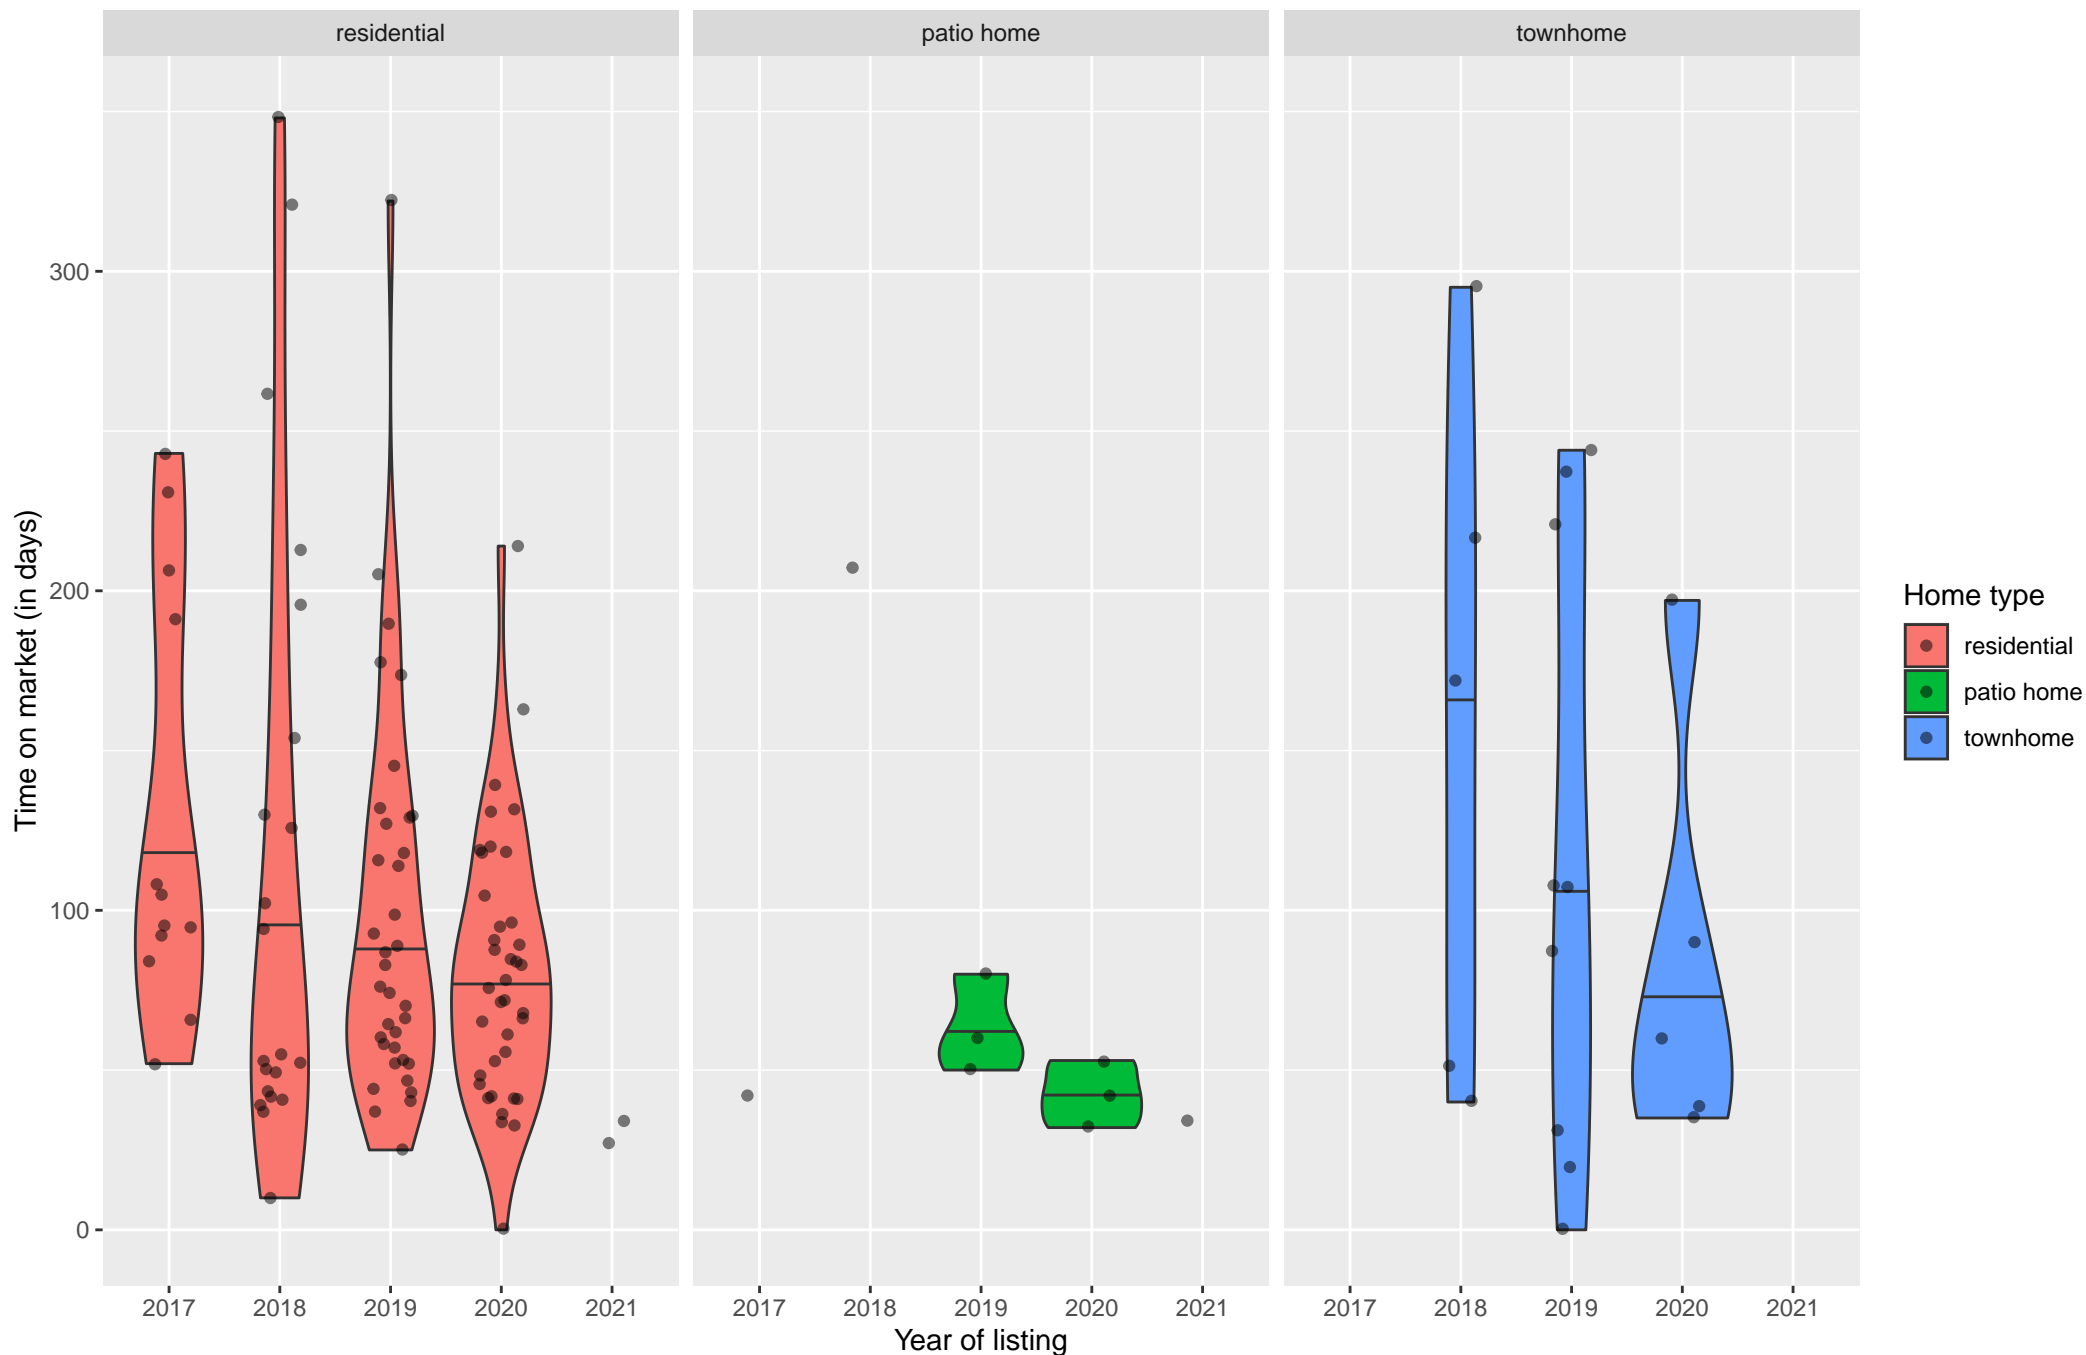 residential
patio home
townhome
Time on market (in days)
300
200
100
0
2017 2018 2019 2020 2021
2017 2018 2019 2020 2021
2017 2018 2019 2020 2021
Year of listing
Home type
residential
patio home
townhome